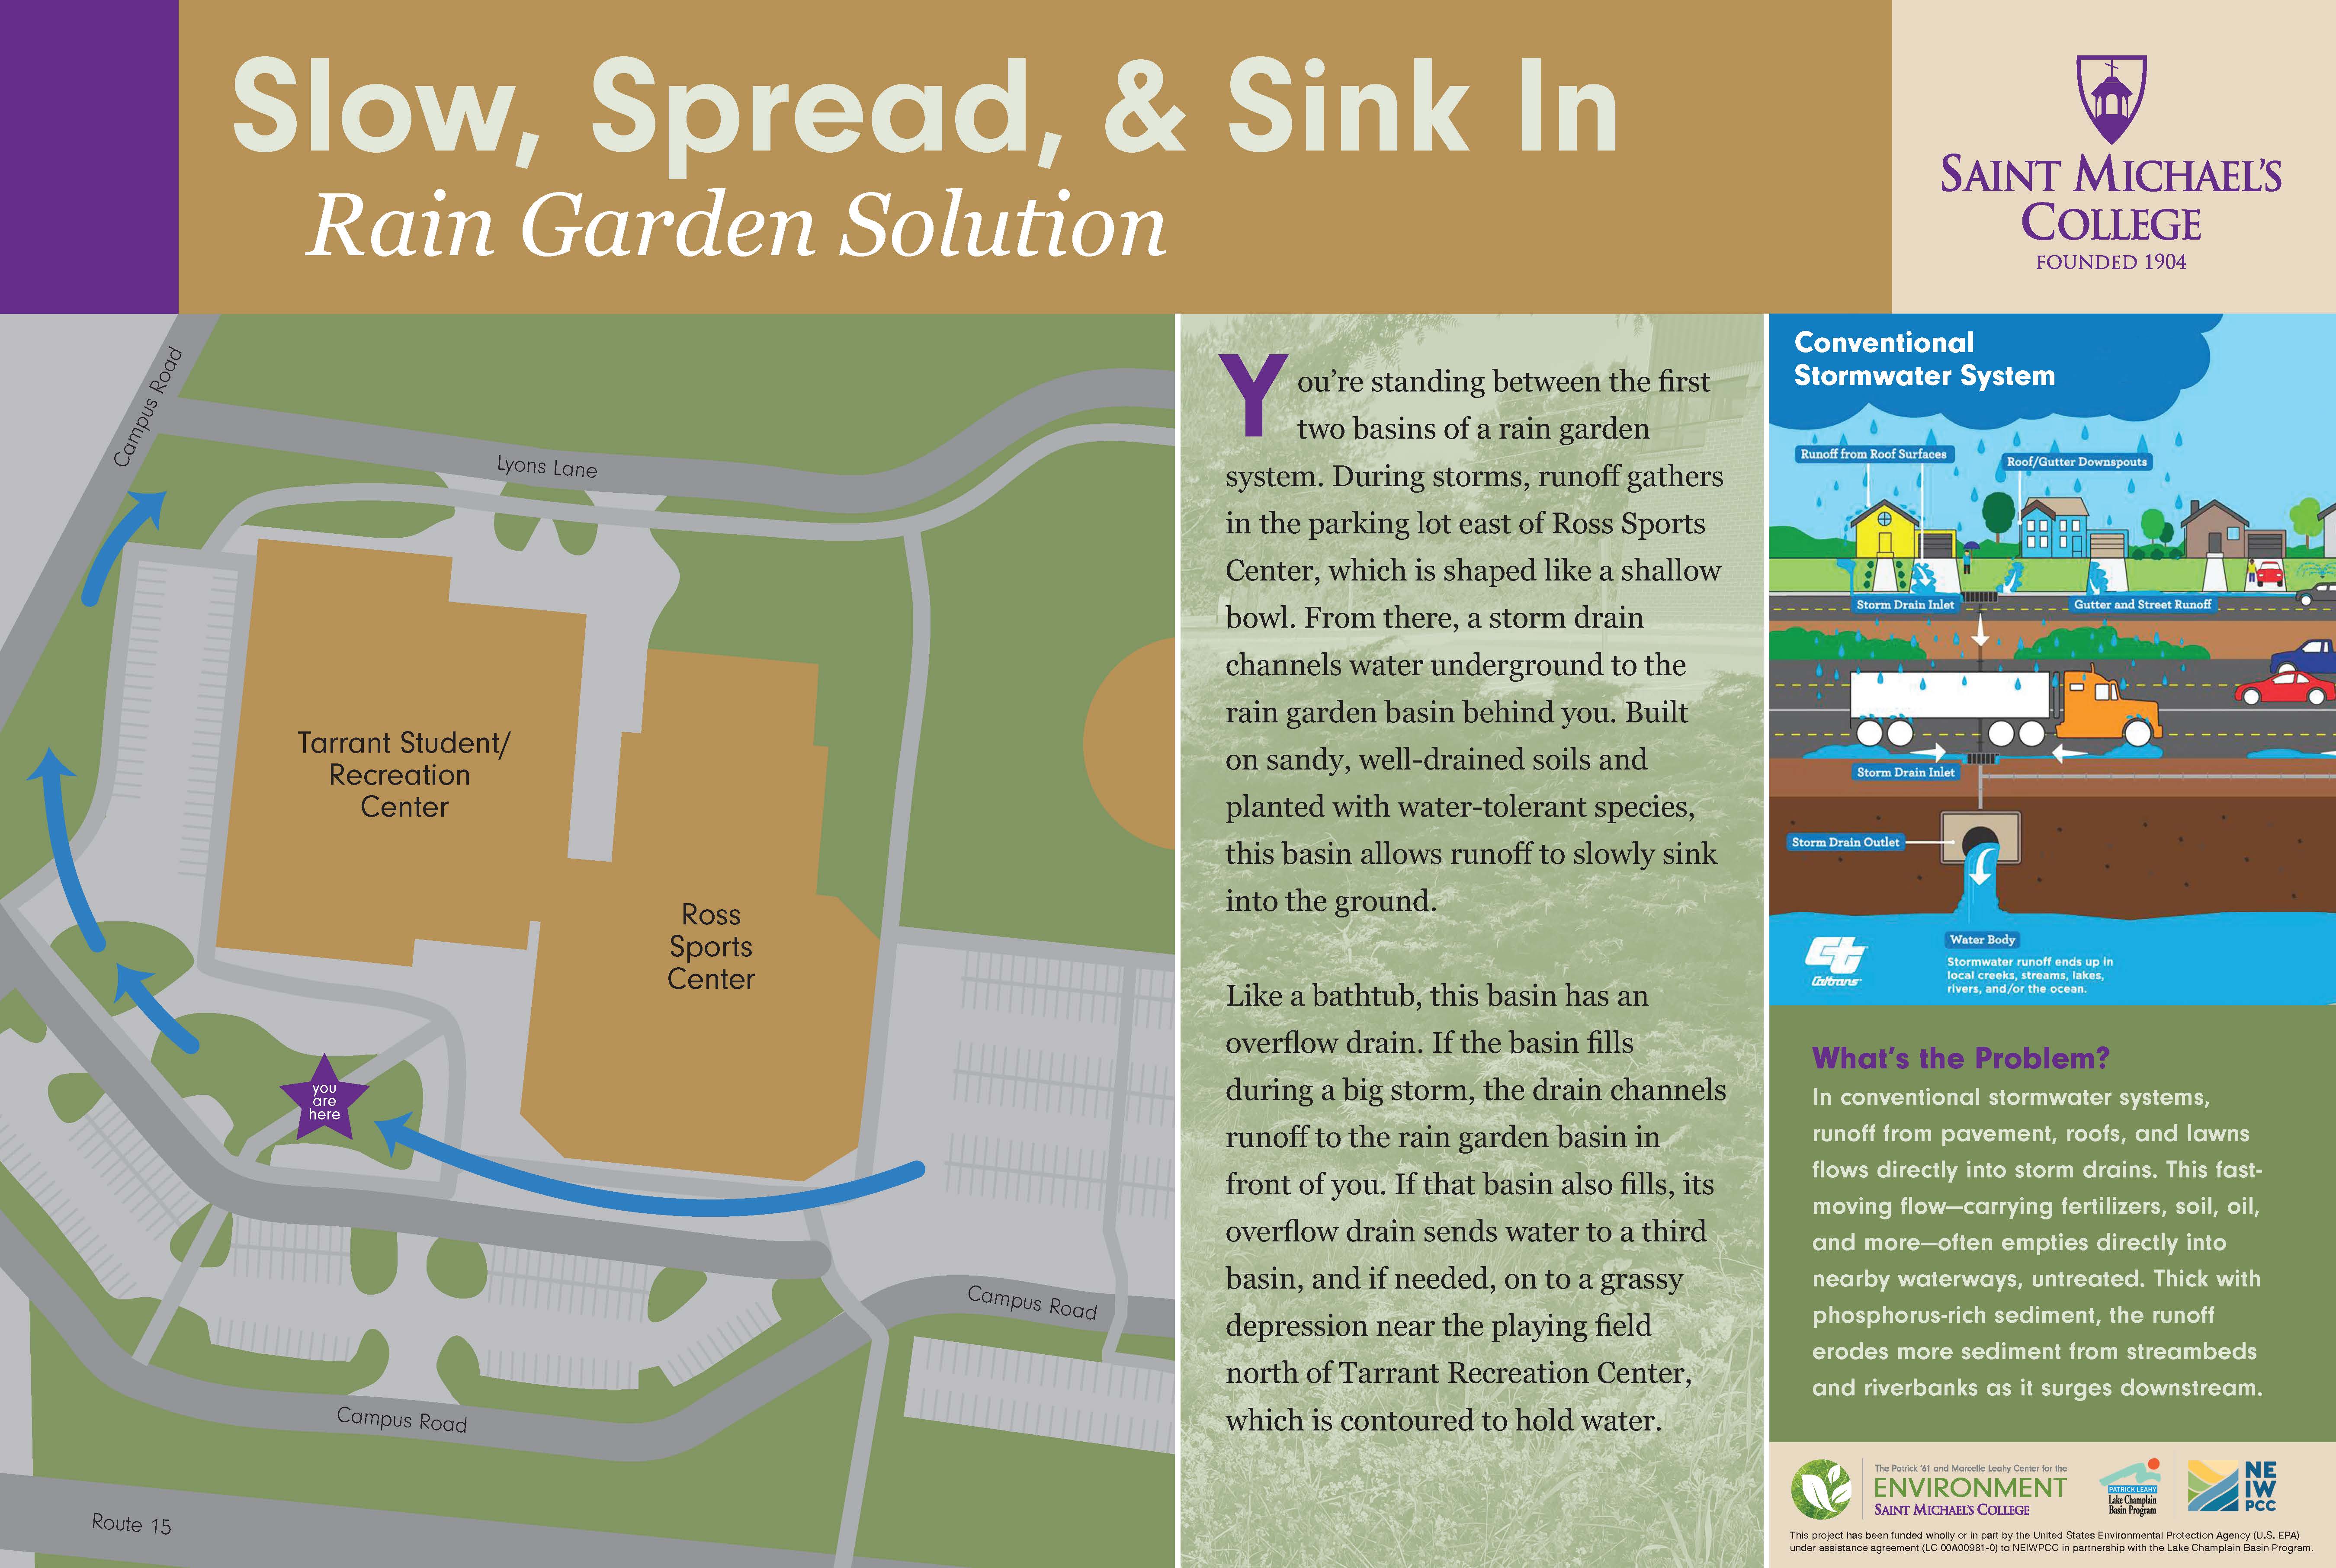 Slow, Spread, & Sink In
Rain Garden Solution
SAINT MICHAEL'S
COLLEGE
FOUNDED 1904
Campus Road
Lyons Lane
Tarrant Student/
Recreation
Center
Ross
Sports
Center
you
are
here
Campus Road
Campus Road
Route 15
You're standing between the first
two basins of a rain garden
system. During storms, runoff gathers
in the parking lot east of Ross Sports
Center, which is shaped like a shallow
bowl. From there, a storm drain
channels water underground to the
rain garden basin behind you. Built
on sandy, well-drained soils and
planted with water-tolerant species,
this basin allows runoff to slowly sink
into the ground.
Like a bathtub, this basin has an
overflow drain. If the basin fills
during a big storm, the drain channels
runoff to the rain garden basin in
front of you. If that basin also fills, its
overflow drain sends water to a third
basin, and if needed, on to a grassy
depression near the playing field
north of Tarrant Recreation Center,
which is contoured to hold water.
Conventional
Stormwater System
Runoff from Roof Surfaces
Roof/Gutter Downspouts
Storm Drain Inlet
Gutter and Street Runoff
Storm Drain Inlet
Storm Drain Outlet
Water Body
Stormwater runoff ends up in
local creeks, streams, lakes,
rivers, and/or the ocean.
Caltrans
What's the Problem?
In conventional stormwater systems,
runoff from pavement, roofs, and lawns
flows directly into storm drains. This fast-
moving flow—carrying fertilizers, soil, oil,
and more—often empties directly into
nearby waterways, untreated. Thick with
phosphorus-rich sediment, the runoff
erodes more sediment from streambeds
and riverbanks as it surges downstream.
The Patrick '61 and Marcelle Leahy Center for the
ENVIRONMENT
SAINT MICHAEL'S COLLEGE
PATRICK LEAHY
Lake Champlain
Basin Program
NE
IW
PCC
This project has been funded wholly or in part by the United States Environmental Protection Agency (U.S. EPA)
under assistance agreement (LC 00A00981-0) to NEIWPCC in partnership with the Lake Champlain Basin Program.